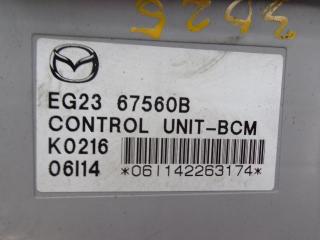 EG23 67560B
CONTROL UNIT-BCM
K0216
06I14 *06I142263174*